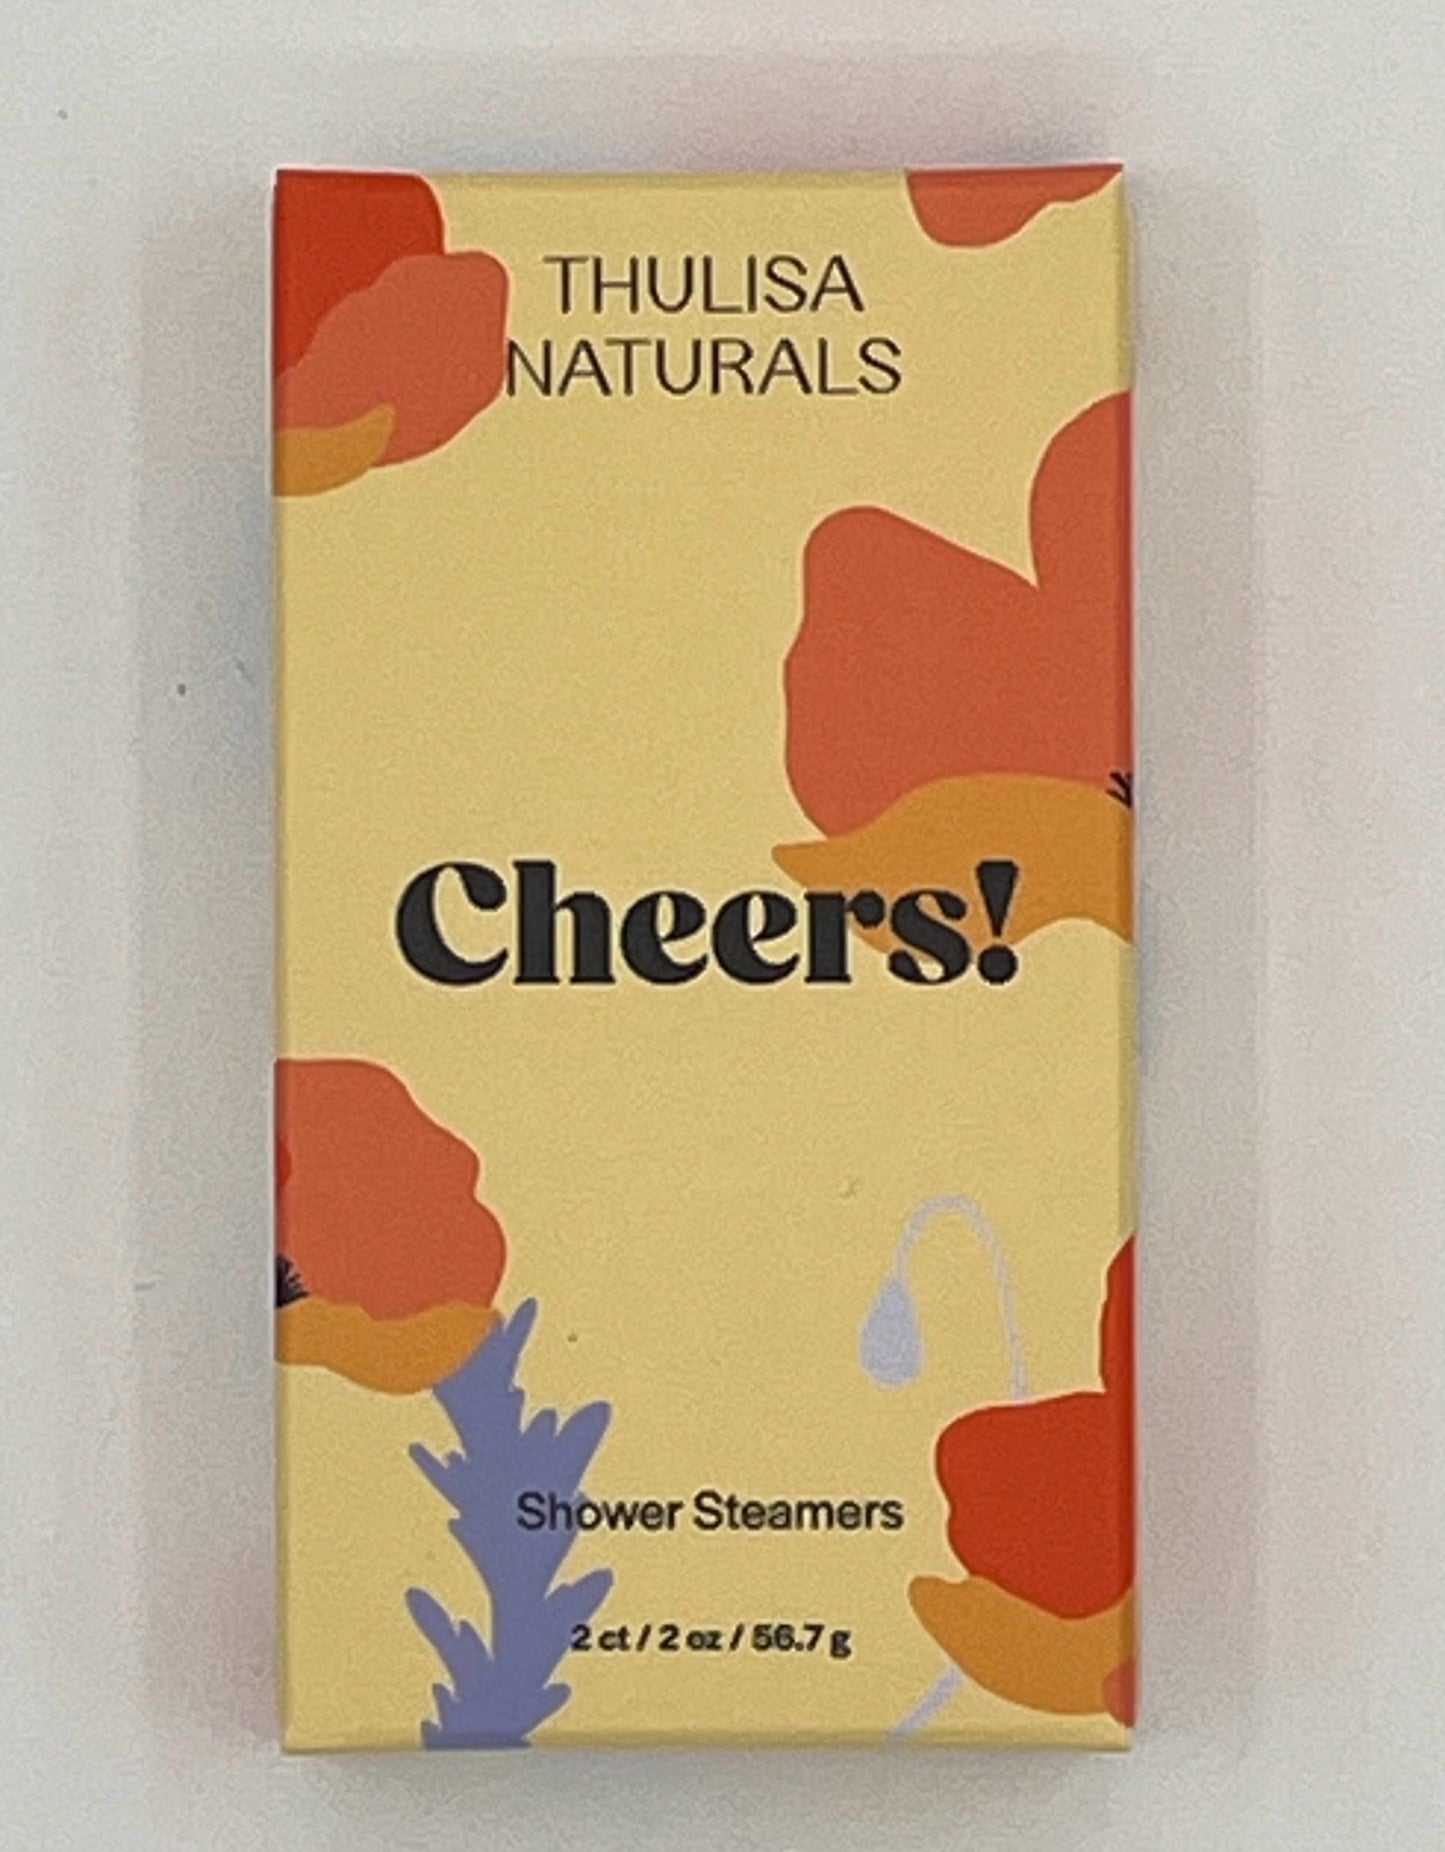 THULISA
NATURALS
Cheers!
Shower Steamers
2 ct / 2 oz / 56.7 g